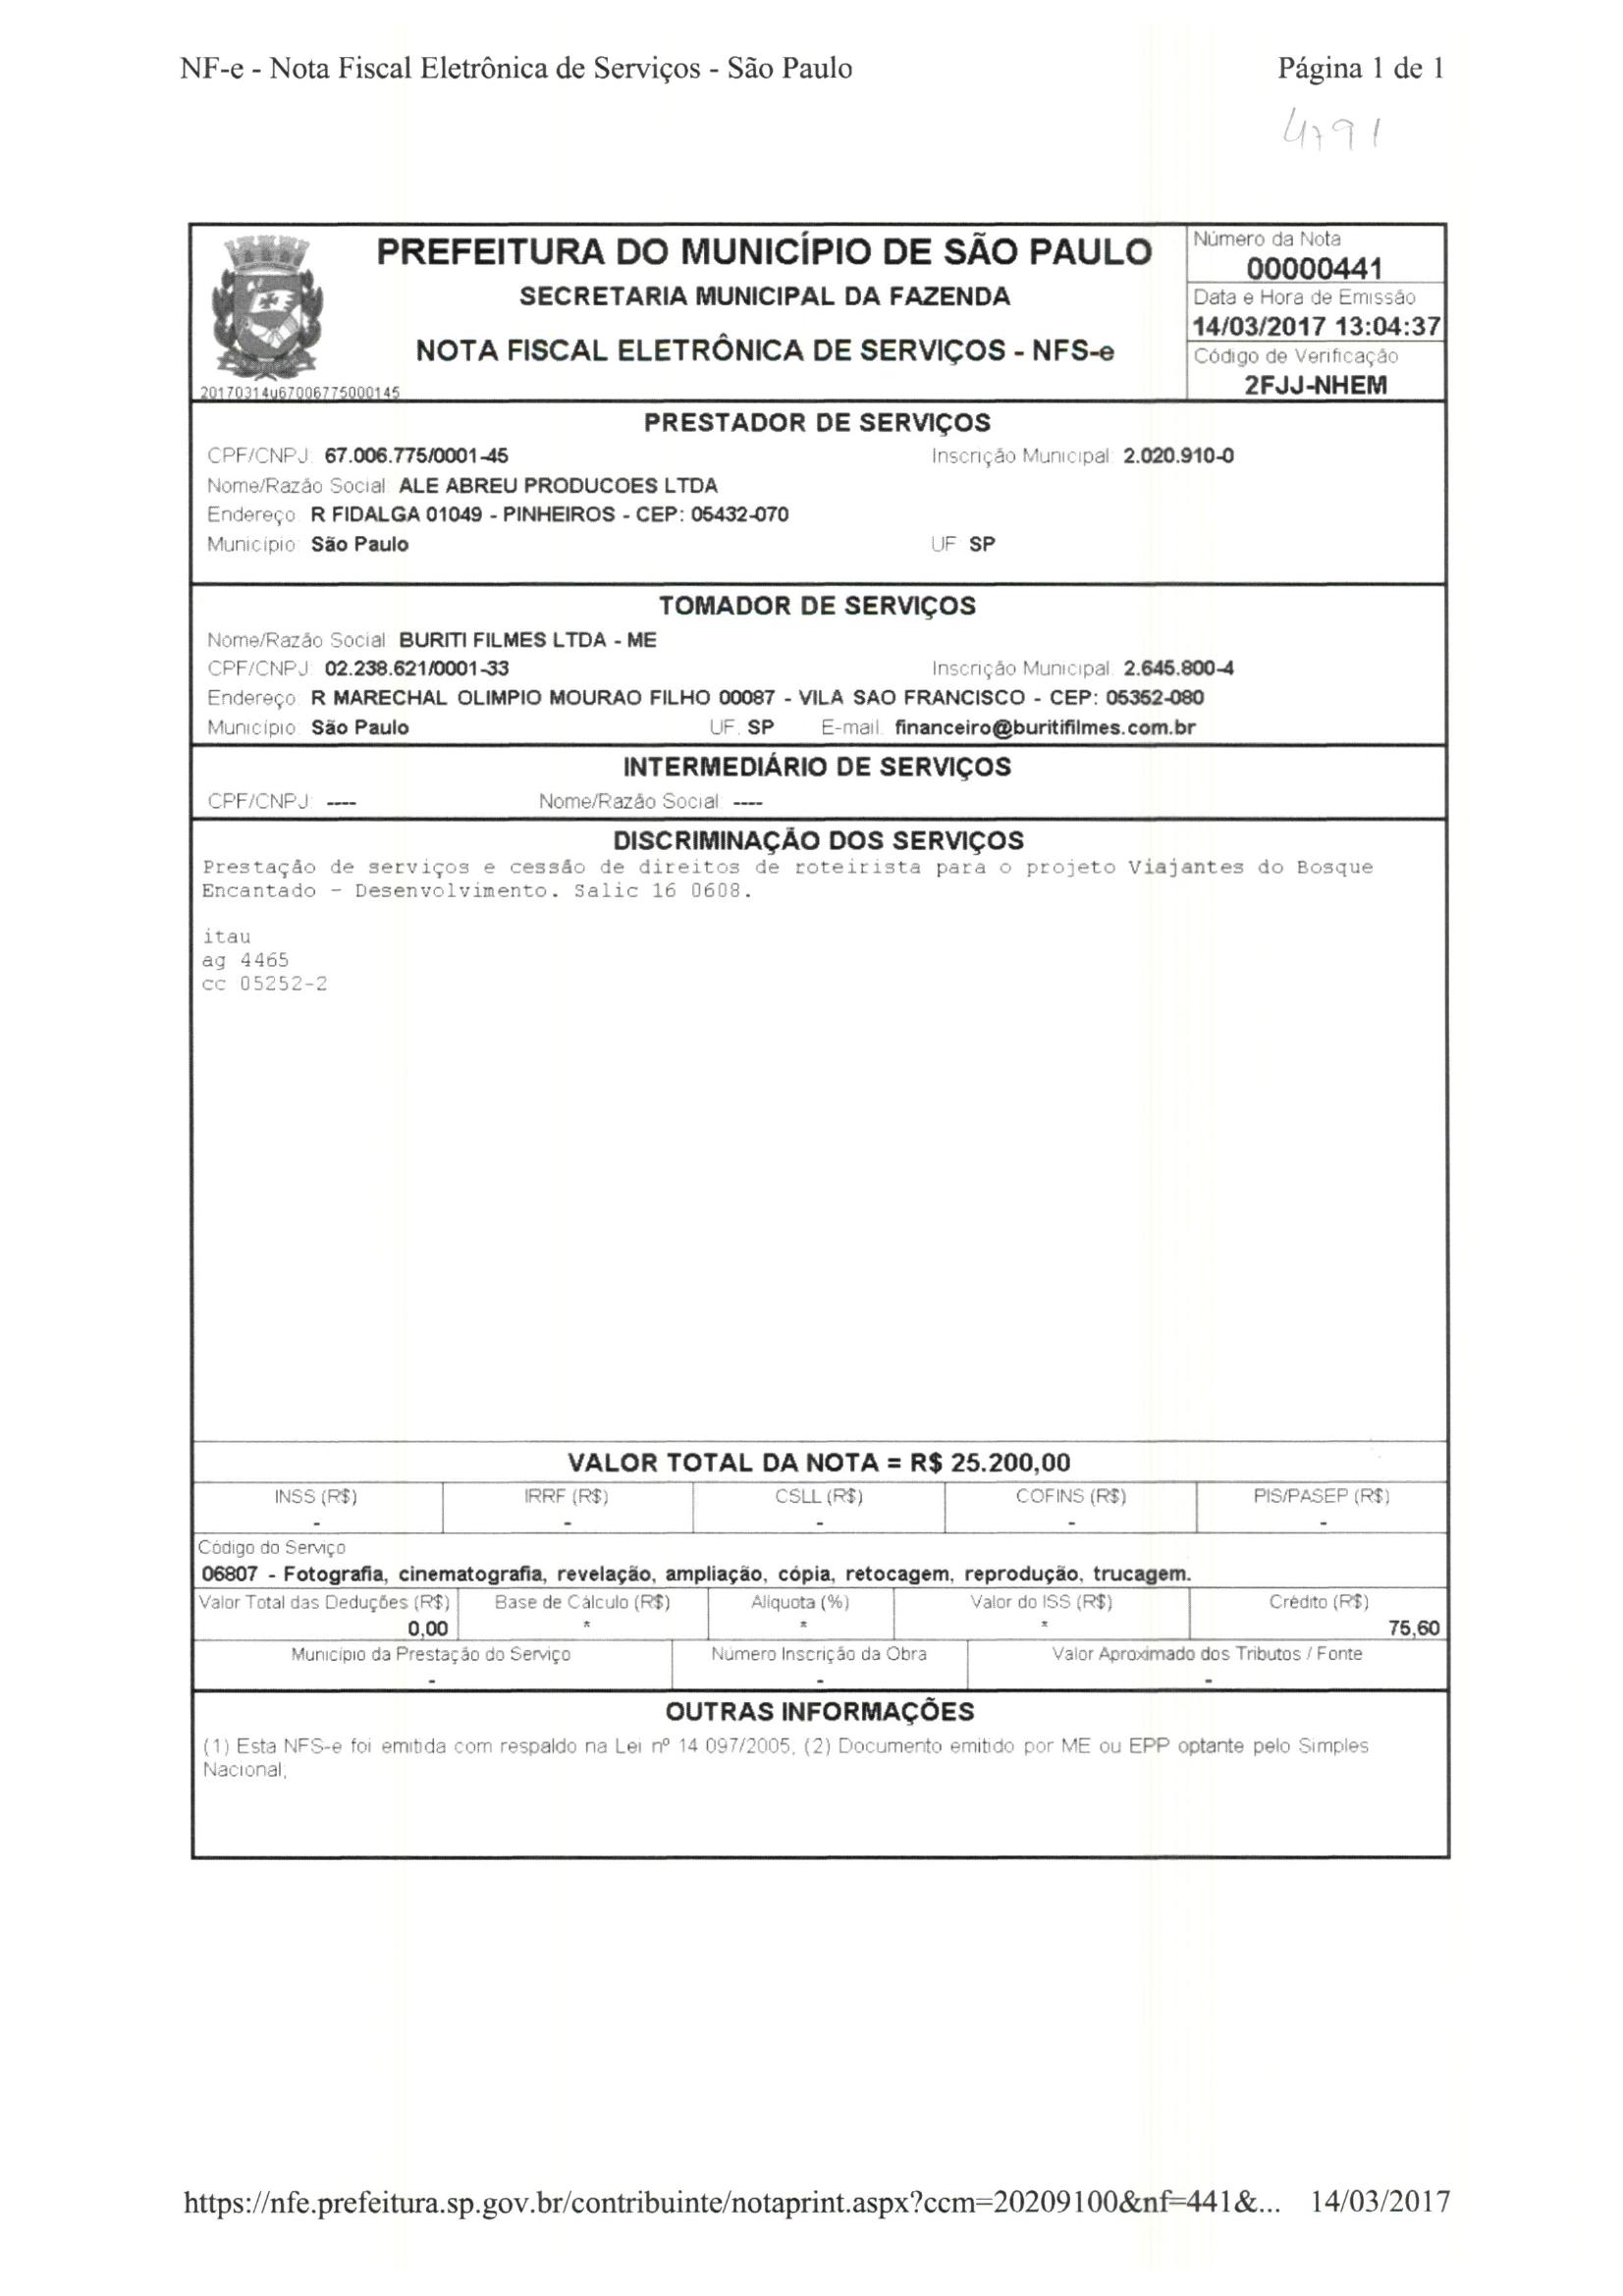 NF-e - Nota Fiscal Eletrônica de Serviços - São Paulo Página 1 de 1
4791
PREFEITURA DO MUNICÍPIO DE SÃO PAULO
SECRETARIA MUNICIPAL DA FAZENDA
NOTA FISCAL ELETRÔNICA DE SERVIÇOS - NFS-e
20170314u67006775000145
Número da Nota
00000441
Data e Hora de Emissão
14/03/2017 13:04:37
Código de Verificação
2FJJ-NHEM
PRESTADOR DE SERVIÇOS
CPF/CNPJ: 67.006.775/0001-45 Inscrição Municipal: 2.020.910-0
Nome/Razão Social: ALE ABREU PRODUCOES LTDA
Endereço: R FIDALGA 01049 - PINHEIROS - CEP: 05432-070
Município: São Paulo UF: SP
TOMADOR DE SERVIÇOS
Nome/Razão Social: BURITI FILMES LTDA - ME
CPF/CNPJ: 02.238.621/0001-33 Inscrição Municipal: 2.645.800-4
Endereço: R MARECHAL OLIMPIO MOURAO FILHO 00087 - VILA SAO FRANCISCO - CEP: 05352-080
Município: São Paulo UF: SP E-mail: financeiro@buritifilmes.com.br
INTERMEDIÁRIO DE SERVIÇOS
CPF/CNPJ: ---- Nome/Razão Social: ----
DISCRIMINAÇÃO DOS SERVIÇOS
Prestação de serviços e cessão de direitos de roteirista para o projeto Viajantes do Bosque
Encantado - Desenvolvimento. Salic 16 0608.
itau
ag 4465
cc 05252-2
VALOR TOTAL DA NOTA = R$ 25.200,00
INSS (R$) IRRF (R$) CSLL (R$) COFINS (R$) PIS/PASEP (R$)
- - - - -
Código do Serviço
06807 - Fotografia, cinematografia, revelação, ampliação, cópia, retocagem, reprodução, trucagem.
Valor Total das Deduções (R$) Base de Cálculo (R$) Alíquota (%) Valor do ISS (R$) Crédito (R$)
0,00 * * * 75,60
Município da Prestação do Serviço Número Inscrição da Obra Valor Aproximado dos Tributos / Fonte
- - -
OUTRAS INFORMAÇÕES
(1) Esta NFS-e foi emitida com respaldo na Lei nº 14.097/2005, (2) Documento emitido por ME ou EPP optante pelo Simples
Nacional,
https://nfe.prefeitura.sp.gov.br/contribuinte/notaprint.aspx?ccm=20209100&nf=441&... 14/03/2017